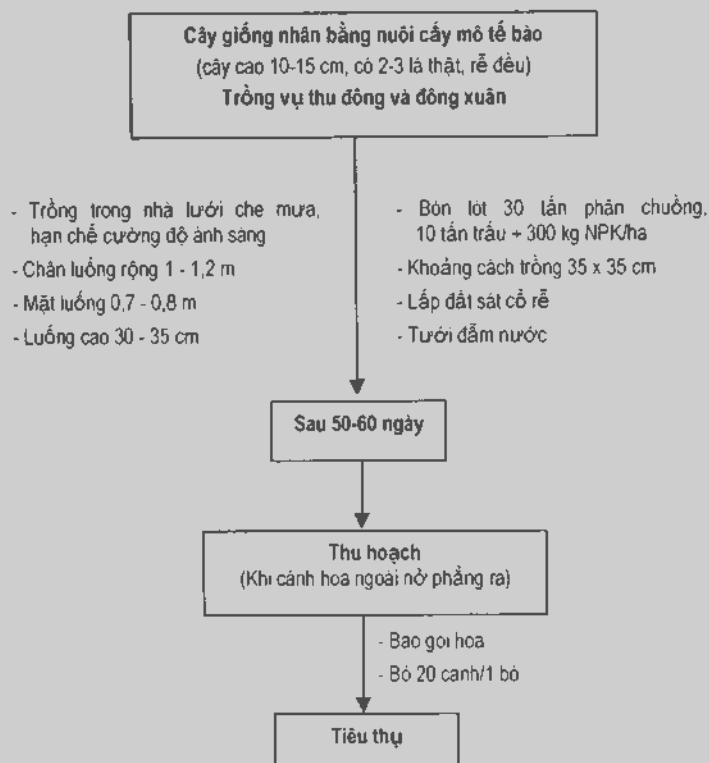 Cây giống nhân bằng nuôi cấy mô tế bào
(cây cao 10-15 cm, có 2-3 lá thật, rễ đều)
Trồng vụ thu đông và đông xuân
- Trồng trong nhà lưới che mưa,
hạn chế cường độ ánh sáng
- Chân luống rộng 1 - 1,2 m
- Mặt luống 0,7 - 0,8 m
- Luống cao 30 - 35 cm
- Bón lót 30 tấn phân chuồng,
10 tấn trấu + 300 kg NPK/ha
- Khoảng cách trồng 35 x 35 cm
- Lấp đất sát cổ rễ
- Tưới đẫm nước
Sau 50-60 ngày
Thu hoạch
(Khi cánh hoa ngoài nở phẳng ra)
- Bao gói hoa
- Bó 20 cành/1 bó
Tiêu thụ